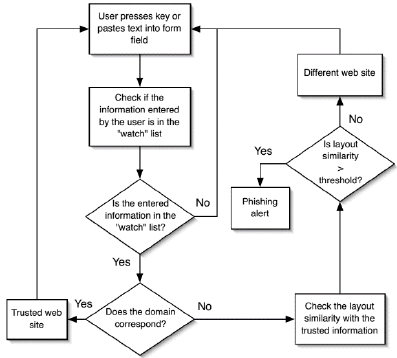 User presses key or
pastes text into form
field
Different web site
Check if the
information entered
by the user is in the
"watch" list
No
Is layout
similarity
>
threshold?
Yes
Phishing
alert
Is the entered
information in the
"watch" list?
No
Yes
Trusted web
site
Yes
Does the domain
correspond?
No
Check the layout
similarity with the
trusted information